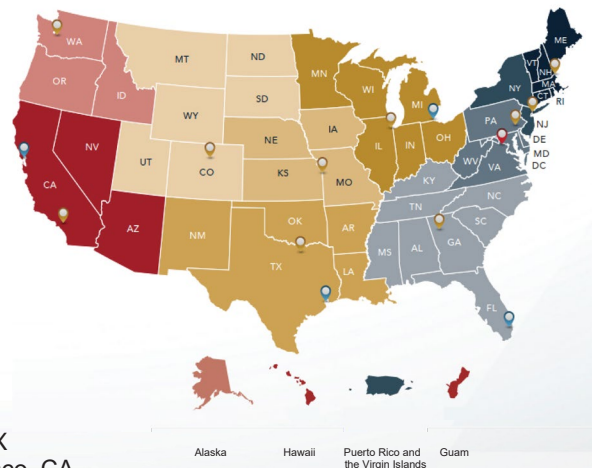 WA
OR
ID
MT
ND
SD
WY
NE
UT
CO
KS
CA
NV
AZ
NM
TX
OK
AR
LA
MN
WI
IA
MO
IL
IN
MI
OH
KY
TN
MS
AL
GA
FL
SC
NC
VA
WV
PA
NY
VT
NH
ME
MA
CT
RI
NJ
DE
MD
DC
Alaska
Hawaii
Puerto Rico and
the Virgin Islands
Guam
CA